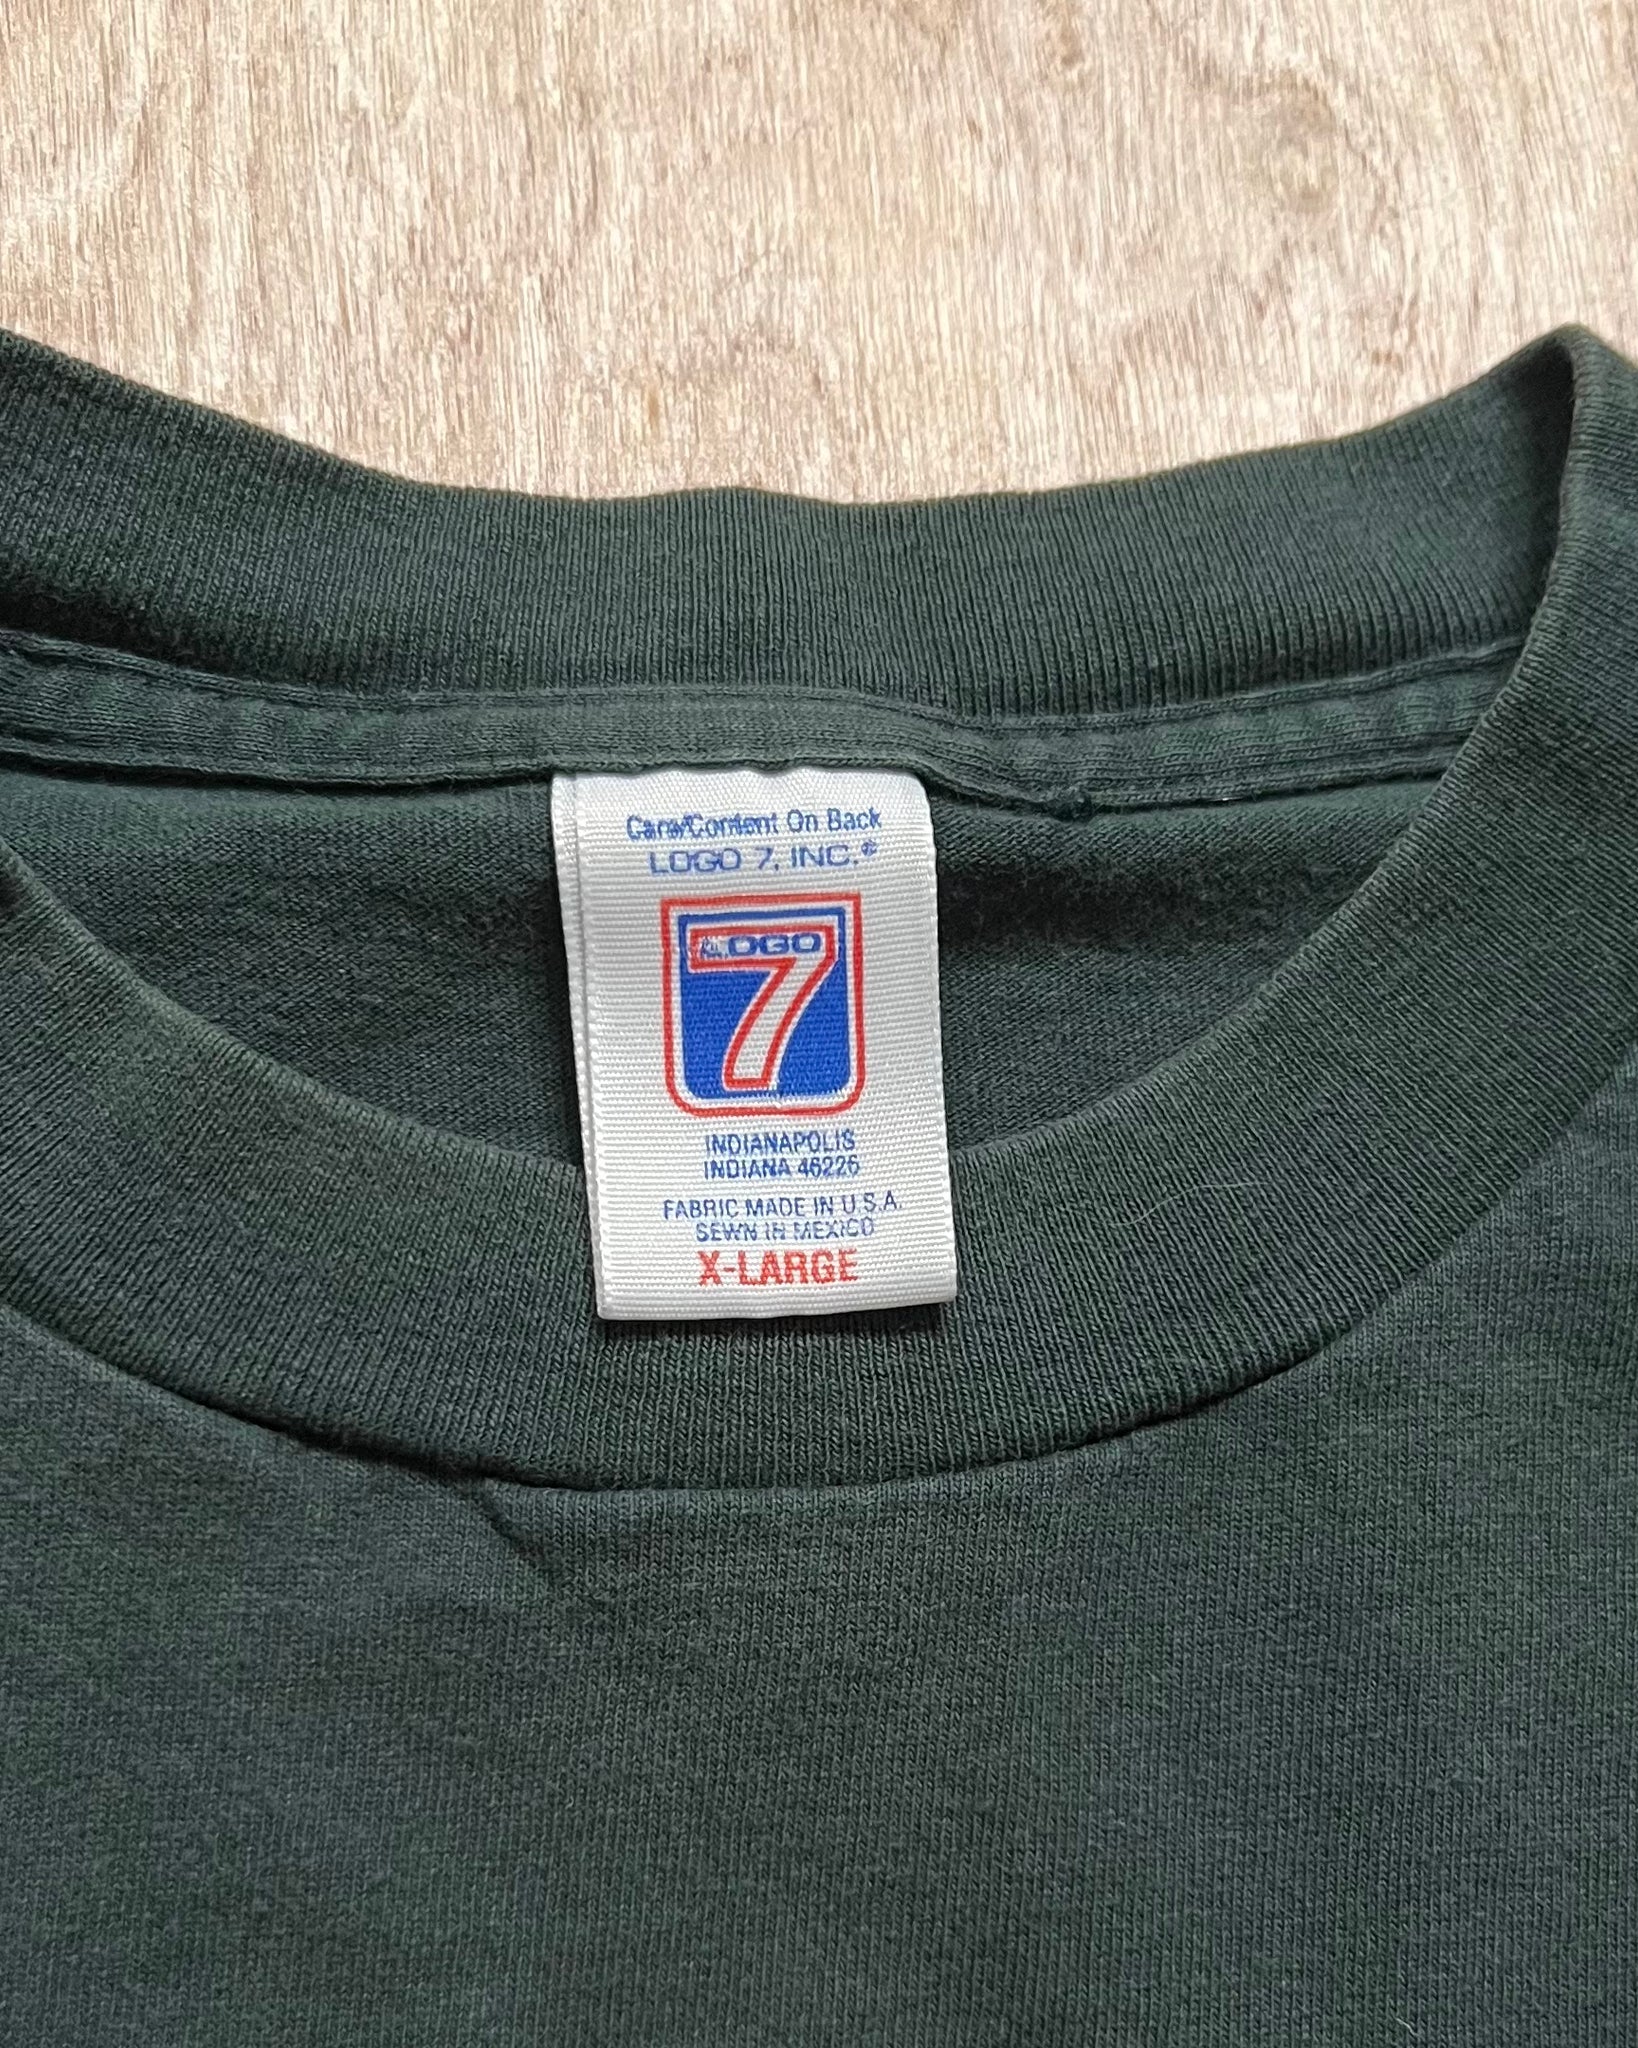 Care/Content On Back
LOGO 7, INC.®
LOGO
7
INDIANAPOLIS
INDIANA 46226
FABRIC MADE IN U.S.A.
SEWN IN MEXICO
X-LARGE